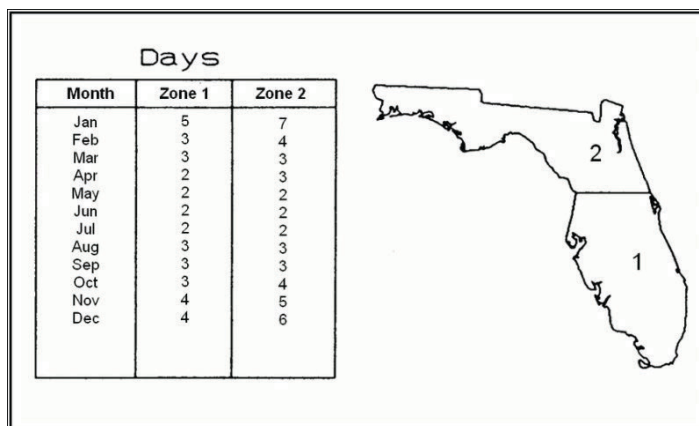 Days
Month Zone 1 Zone 2
Jan 5 7
Feb 3 4
Mar 3 3
Apr 2 3
May 2 2
Jun 2 2
Jul 2 2
Aug 3 3
Sep 3 3
Oct 3 4
Nov 4 5
Dec 4 6
2
1